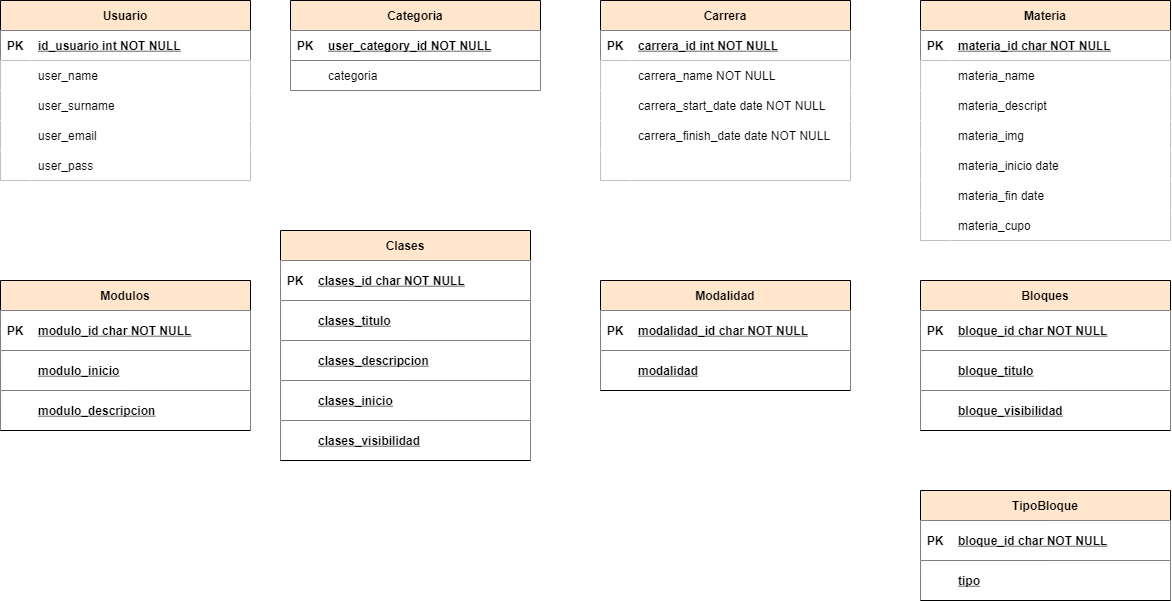 Usuario
PK id_usuario int NOT NULL
user_name
user_surname
user_email
user_pass
Categoria
PK user_category_id NOT NULL
categoria
Carrera
PK carrera_id int NOT NULL
carrera_name NOT NULL
carrera_start_date date NOT NULL
carrera_finish_date date NOT NULL
Materia
PK materia_id char NOT NULL
materia_name
materia_descript
materia_img
materia_inicio date
materia_fin date
materia_cupo
Modulos
PK modulo_id char NOT NULL
modulo_inicio
modulo_descripcion
Clases
PK clases_id char NOT NULL
clases_titulo
clases_descripcion
clases_inicio
clases_visibilidad
Modalidad
PK modalidad_id char NOT NULL
modalidad
Bloques
PK bloque_id char NOT NULL
bloque_titulo
bloque_visibilidad
TipoBloque
PK bloque_id char NOT NULL
tipo